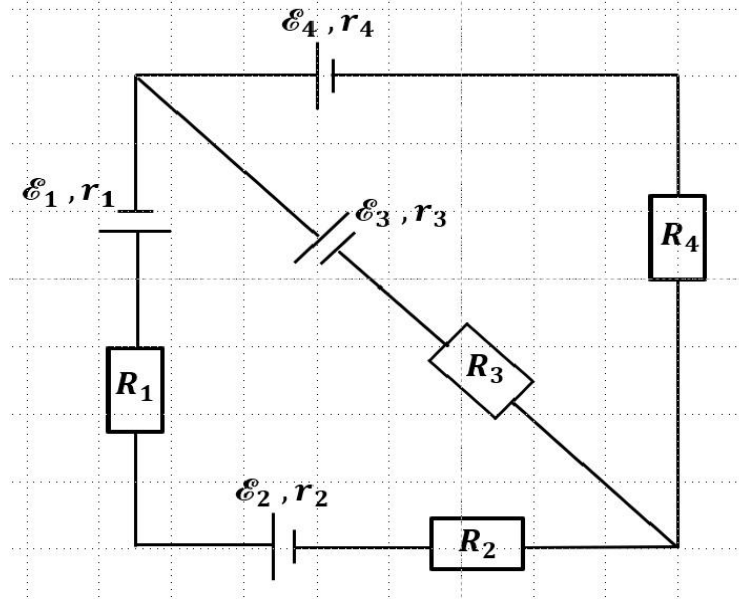 ℰ₄ , r₄
ℰ₁ , r₁
ℰ₃ , r₃
R₄
R₁
R₃
ℰ₂ , r₂
R₂